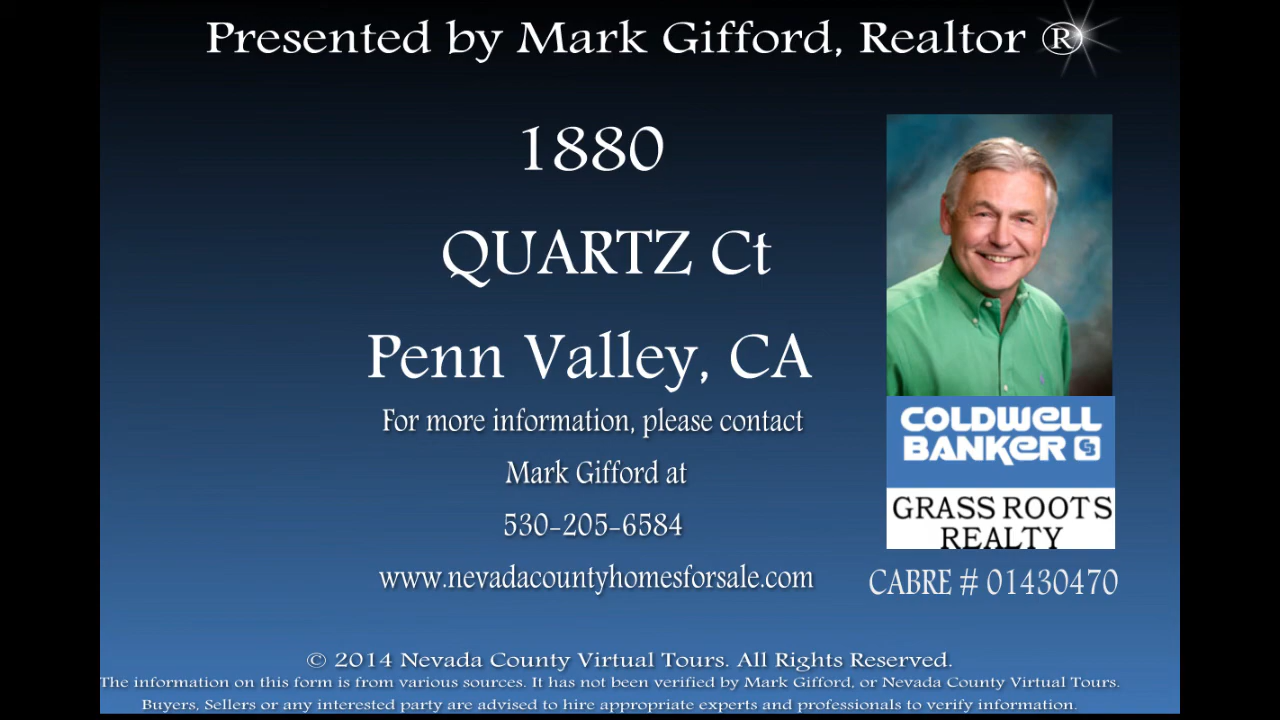 Presented by Mark Gifford, Realtor ®
1880
QUARTZ Ct
Penn Valley, CA
For more information, please contact
Mark Gifford at
530-205-6584
www.nevadacountyhomesforsale.com
COLDWELL
BANKER CB
GRASS ROOTS
REALTY
CABRE # 01430470
© 2014 Nevada County Virtual Tours. All Rights Reserved.
The information on this form is from various sources. It has not been verified by Mark Gifford, or Nevada County Virtual Tours.
Buyers, Sellers or any interested party are advised to hire appropriate experts and professionals to verify information.